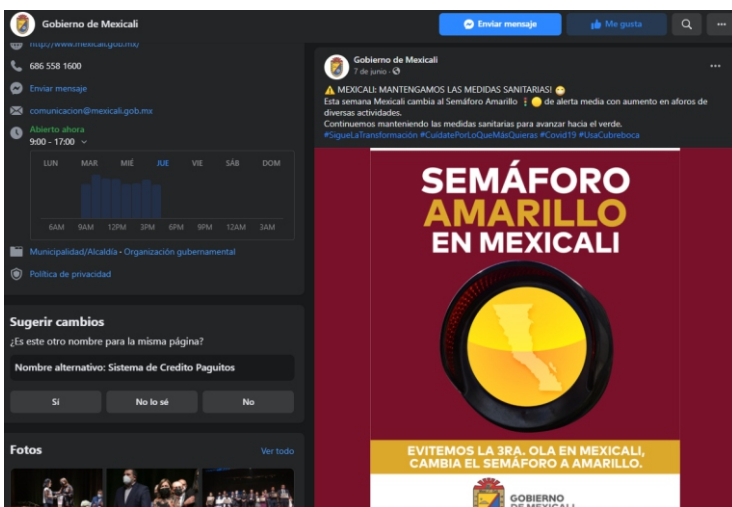 Gobierno de Mexicali
Enviar mensaje
Me gusta
http://www.mexicali.gob.mx/
686 558 1600
Enviar mensaje
comunicacion@mexicali.gob.mx
Abierto ahora
9:00 - 17:00
LUN MAR MIÉ JUE VIE SÁB DOM
6AM 9AM 12PM 3PM 6PM 9PM 12AM 3AM
Municipalidad/Alcaldía · Organización gubernamental
Política de privacidad
Sugerir cambios
¿Es este otro nombre para la misma página?
Nombre alternativo: Sistema de Credito Paguitos
Sí
No lo sé
No
Fotos
Ver todo
Gobierno de Mexicali
7 de junio ·
MEXICALI: MANTENGAMOS LAS MEDIDAS SANITARIAS!
Esta semana Mexicali cambia al Semáforo Amarillo de alerta media con aumento en aforos de
diversas actividades.
Continuemos manteniendo las medidas sanitarias para avanzar hacia el verde.
#SigueLaTransformación #CuídatePorLoQueMásQuieras #Covid19 #UsaCubreboca
SEMÁFORO
AMARILLO
EN MEXICALI
EVITEMOS LA 3RA. OLA EN MEXICALI,
CAMBIA EL SEMÁFORO A AMARILLO.
GOBIERNO
DE MEXICALI